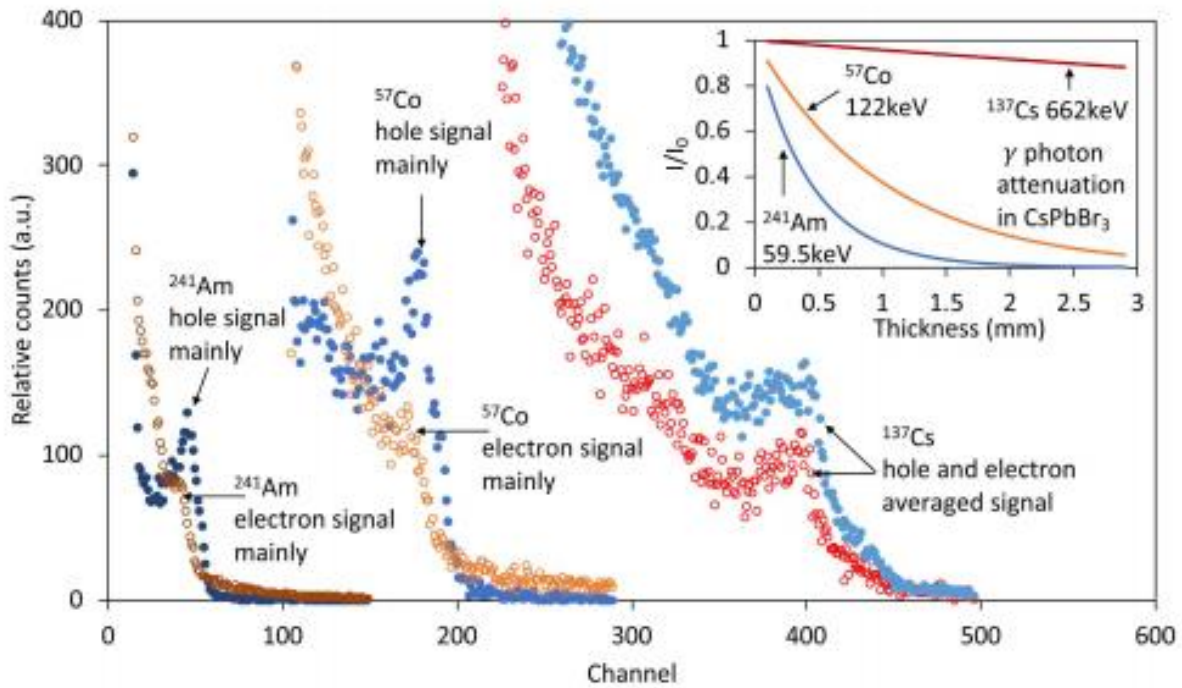 400
300
200
100
0
Relative counts (a.u.)
0
100
200
300
400
500
600
Channel
²⁴¹Am
hole signal
mainly
²⁴¹Am
electron signal
mainly
⁵⁷Co
hole signal
mainly
⁵⁷Co
electron signal
mainly
¹³⁷Cs
hole and electron
averaged signal
1
0.8
0.6
0.4
0.2
0
I/I₀
0
0.5
1
1.5
2
2.5
3
Thickness (mm)
⁵⁷Co
122keV
¹³⁷Cs 662keV
γ photon
attenuation
in CsPbBr₃
²⁴¹Am
59.5keV